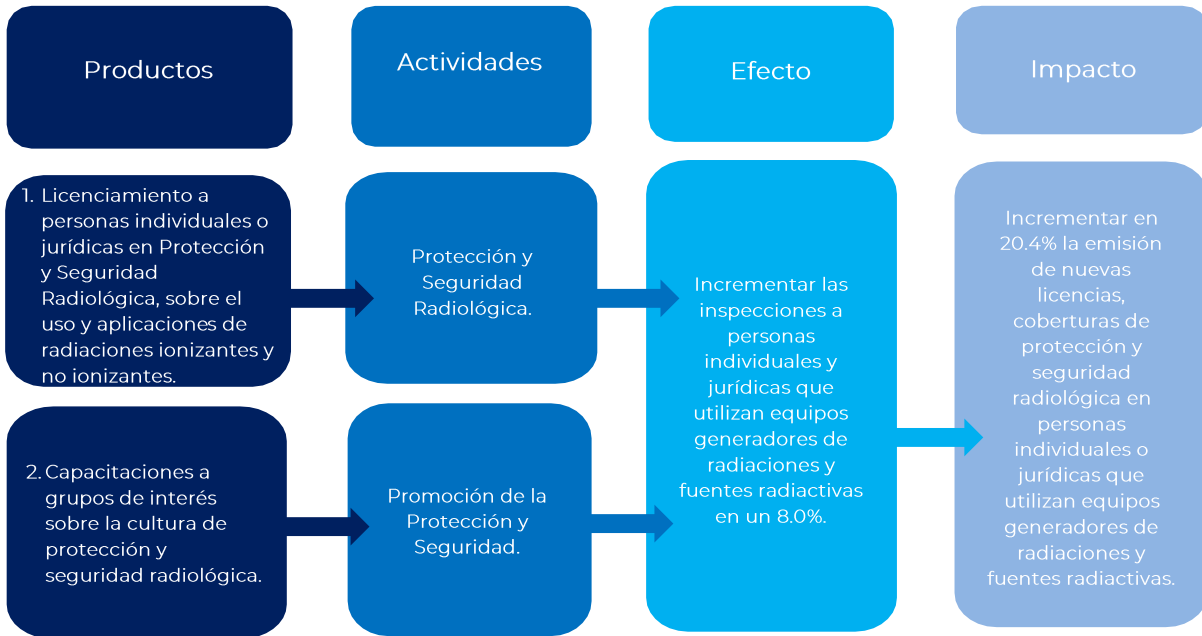 Productos
Actividades
Efecto
Impacto
1. Licenciamiento a
personas individuales o
jurídicas en Protección
y Seguridad
Radiológica, sobre el
uso y aplicaciones de
radiaciones ionizantes y
no ionizantes.
Protección y
Seguridad
Radiológica.
2. Capacitaciones a
grupos de interés
sobre la cultura de
protección y
seguridad radiológica.
Promoción de la
Protección y
Seguridad.
Incrementar las
inspecciones a
personas
individuales y
jurídicas que
utilizan equipos
generadores de
radiaciones y
fuentes radiactivas
en un 8.0%.
Incrementar en
20.4% la emisión
de nuevas
licencias,
coberturas de
protección y
seguridad
radiológica en
personas
individuales o
jurídicas que
utilizan equipos
generadores de
radiaciones y
fuentes radiactivas.